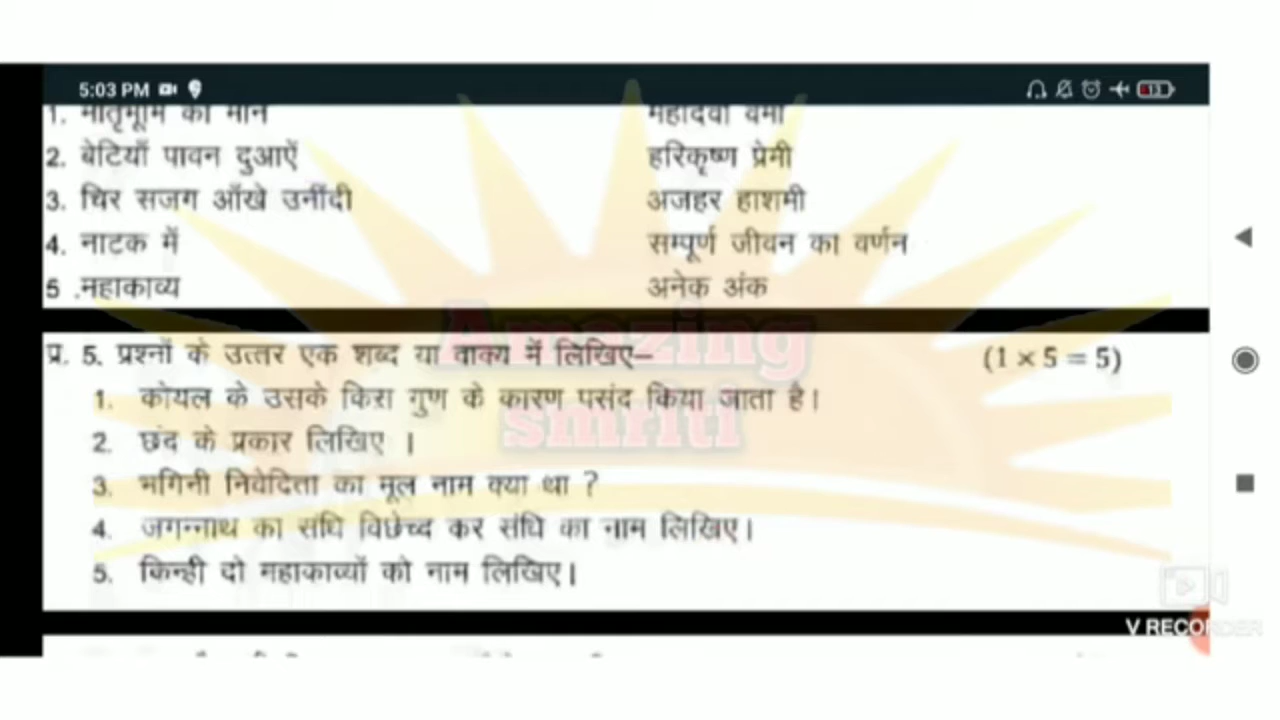 5:03 PM
13
1. मातृभूमि का मान महादेवी वर्मा
2. बेटियाँ पावन दुआऐं हरिकृष्ण प्रेमी
3. चिर सजग आँखे उनींदी अजहर हाशमी
4. नाटक में सम्पूर्ण जीवन का वर्णन
5 .महाकाव्य अनेक अंक
Amazing
smriti
प्र. 5. प्रश्नों के उत्तर एक शब्द या वाक्य में लिखिए– (1 × 5 = 5)
1. कोयल के उसके किस गुण के कारण पसंद किया जाता है।
2. छंद के प्रकार लिखिए ।
3. भगिनी निवेदिता का मूल नाम क्या था ?
4. जगन्नाथ का संधि विछेच्द कर संधि का नाम लिखिए।
5. किन्ही दो महाकाव्यों को नाम लिखिए।
V RECORDER